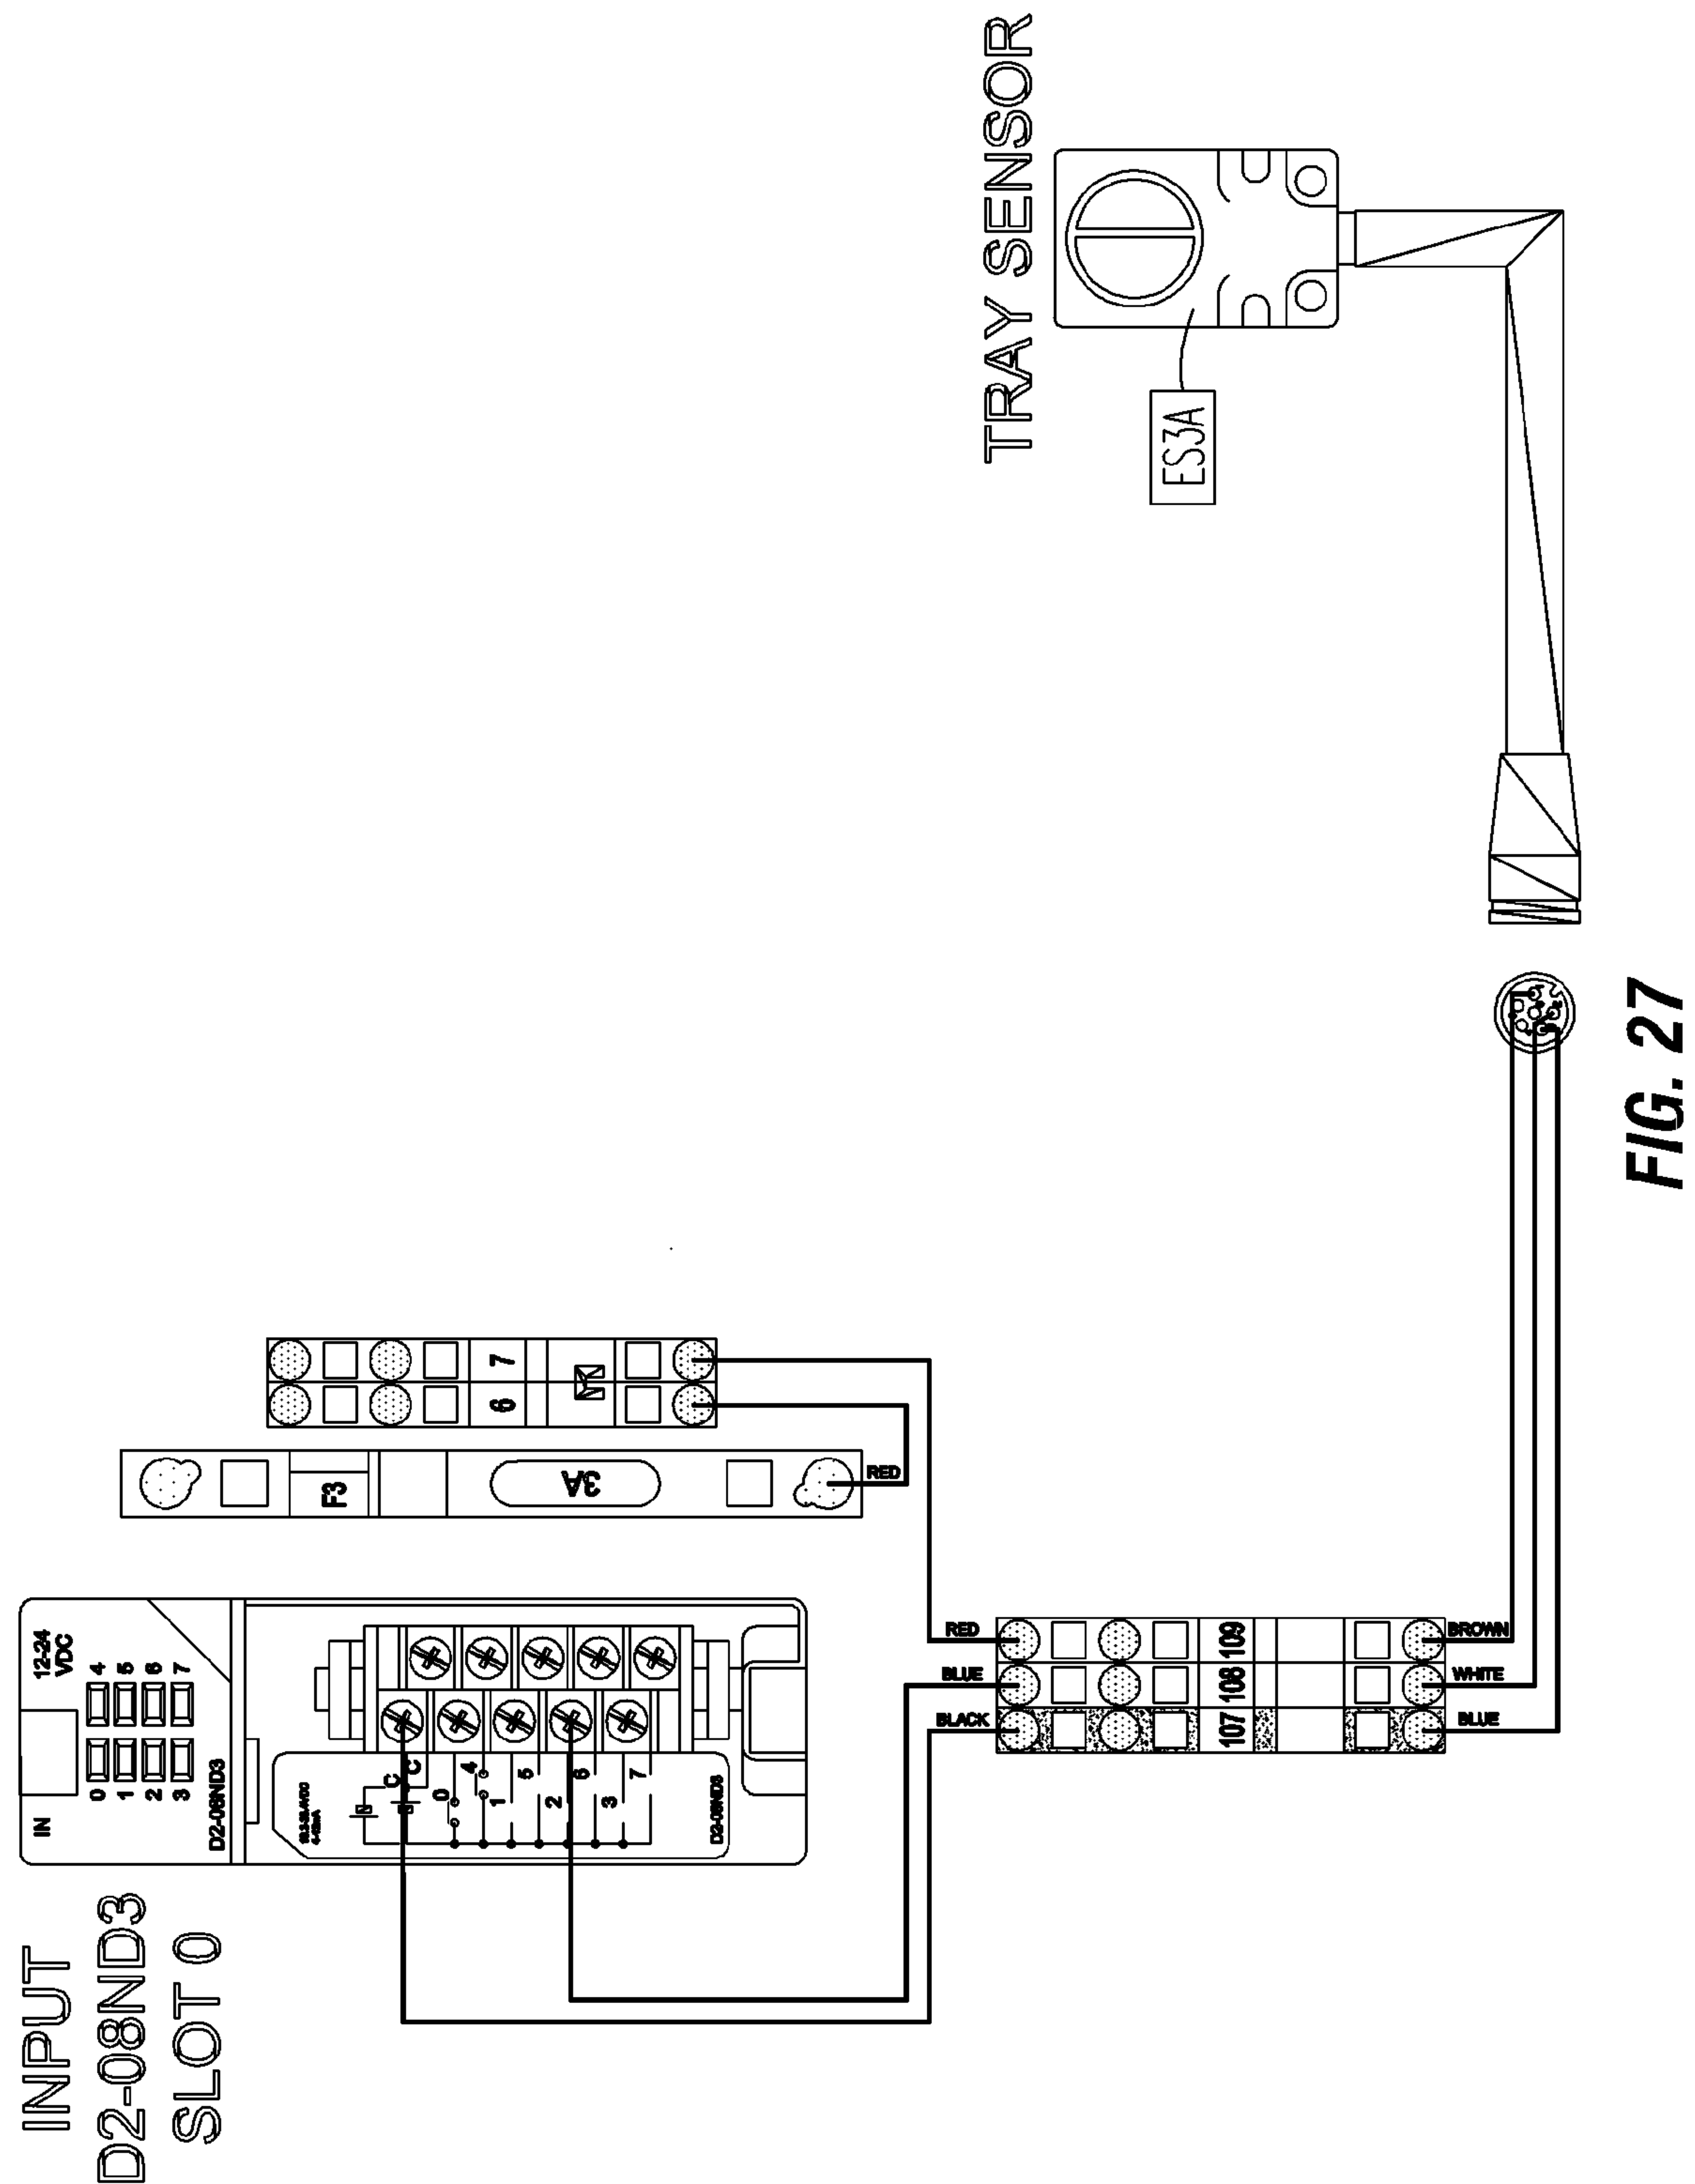 INPUT
D2-08ND3
SLOT 0
IN
12-24
VDC
0 4
1 5
2 6
3 7
D2-08ND3
C
C
0
4
1
5
2
6
3
7
D2-08ND3
F3
3A
RED
6 7
RED
BLUE
BLACK
107 108 109
BROWN
WHITE
BLUE
TRAY SENSOR
ES3A
FIG. 27